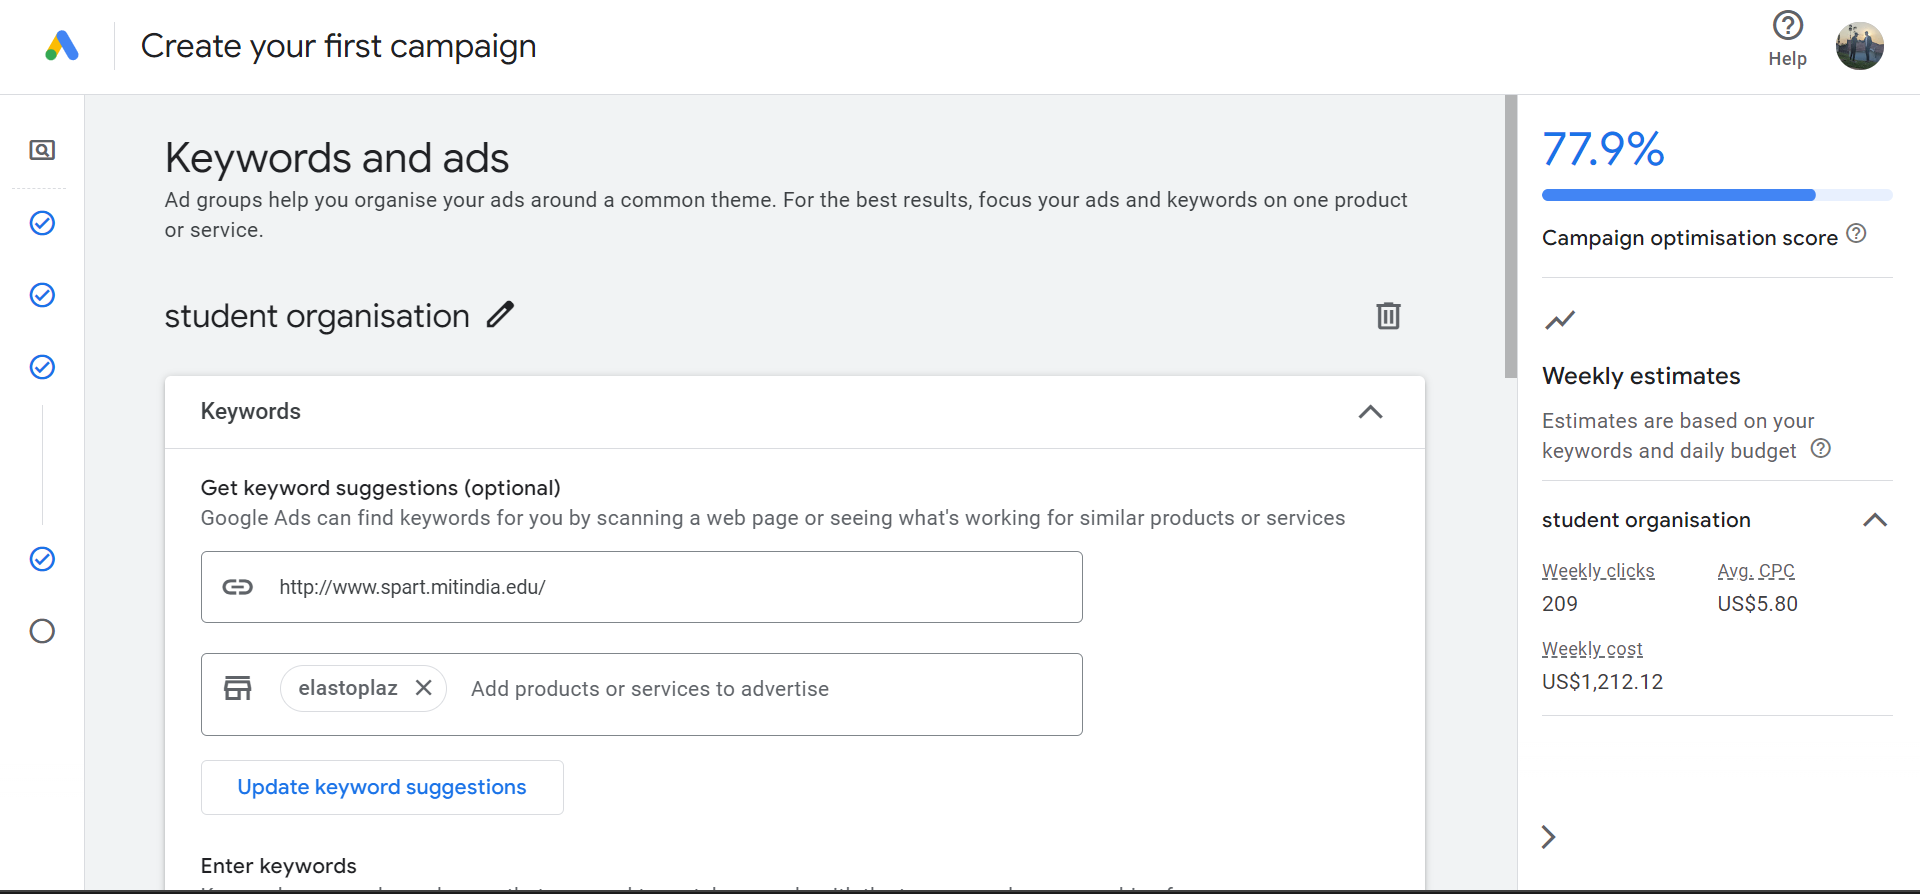 Create your first campaign
Help
Keywords and ads
Ad groups help you organise your ads around a common theme. For the best results, focus your ads and keywords on one product
or service.
student organisation
Keywords
Get keyword suggestions (optional)
Google Ads can find keywords for you by scanning a web page or seeing what's working for similar products or services
http://www.spart.mitindia.edu/
elastoplaz
Add products or services to advertise
Update keyword suggestions
Enter keywords
77.9%
Campaign optimisation score
Weekly estimates
Estimates are based on your
keywords and daily budget
student organisation
Weekly clicks
Avg. CPC
209
US$5.80
Weekly cost
US$1,212.12